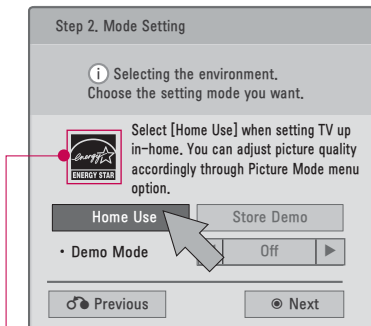 Step 2. Mode Setting
i Selecting the environment.
Choose the setting mode you want.
energy
ENERGY STAR
Select [Home Use] when setting TV up
in-home. You can adjust picture quality
accordingly through Picture Mode menu
option.
Home Use
Store Demo
• Demo Mode
Off
Previous
Next